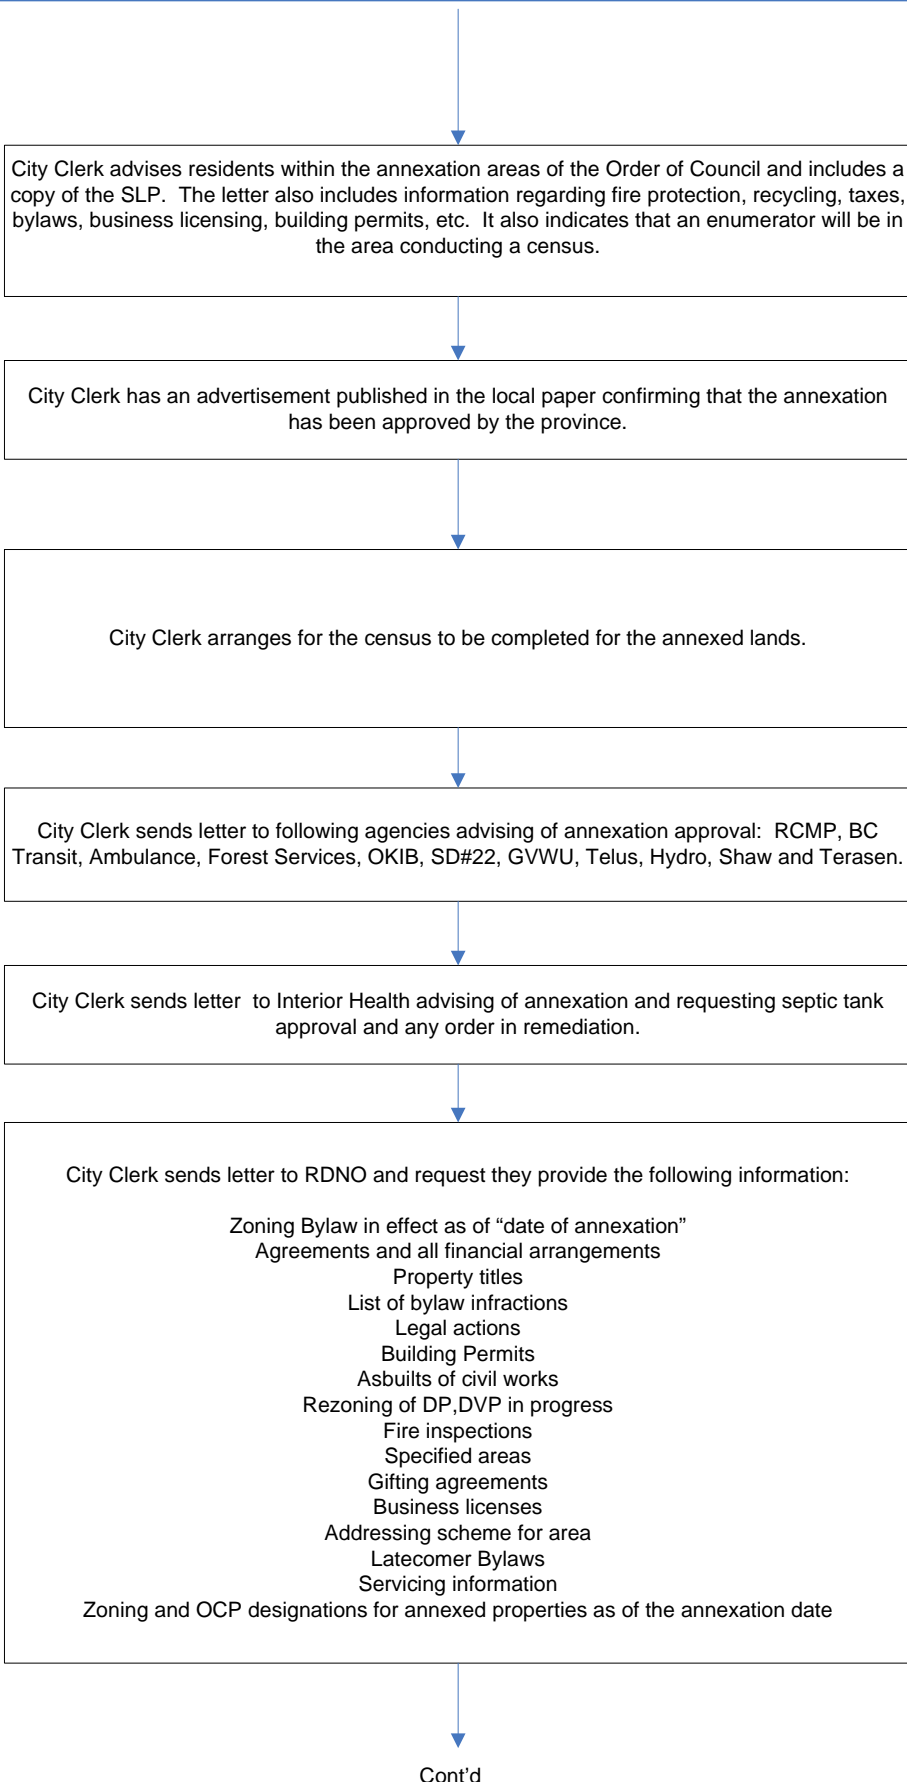 City Clerk advises residents within the annexation areas of the Order of Council and includes a
copy of the SLP.  The letter also includes information regarding fire protection, recycling, taxes,
bylaws, business licensing, building permits, etc.  It also indicates that an enumerator will be in
the area conducting a census.
City Clerk has an advertisement published in the local paper confirming that the annexation
has been approved by the province.
City Clerk arranges for the census to be completed for the annexed lands.
City Clerk sends letter to following agencies advising of annexation approval:  RCMP, BC
Transit, Ambulance, Forest Services, OKIB, SD#22, GVWU, Telus, Hydro, Shaw and Terasen.
City Clerk sends letter  to Interior Health advising of annexation and requesting septic tank
approval and any order in remediation.
City Clerk sends letter to RDNO and request they provide the following information:
Zoning Bylaw in effect as of “date of annexation”
Agreements and all financial arrangements
Property titles
List of bylaw infractions
Legal actions
Building Permits
Asbuilts of civil works
Rezoning of DP,DVP in progress
Fire inspections
Specified areas
Gifting agreements
Business licenses
Addressing scheme for area
Latecomer Bylaws
Servicing information
Zoning and OCP designations for annexed properties as of the annexation date
Cont’d